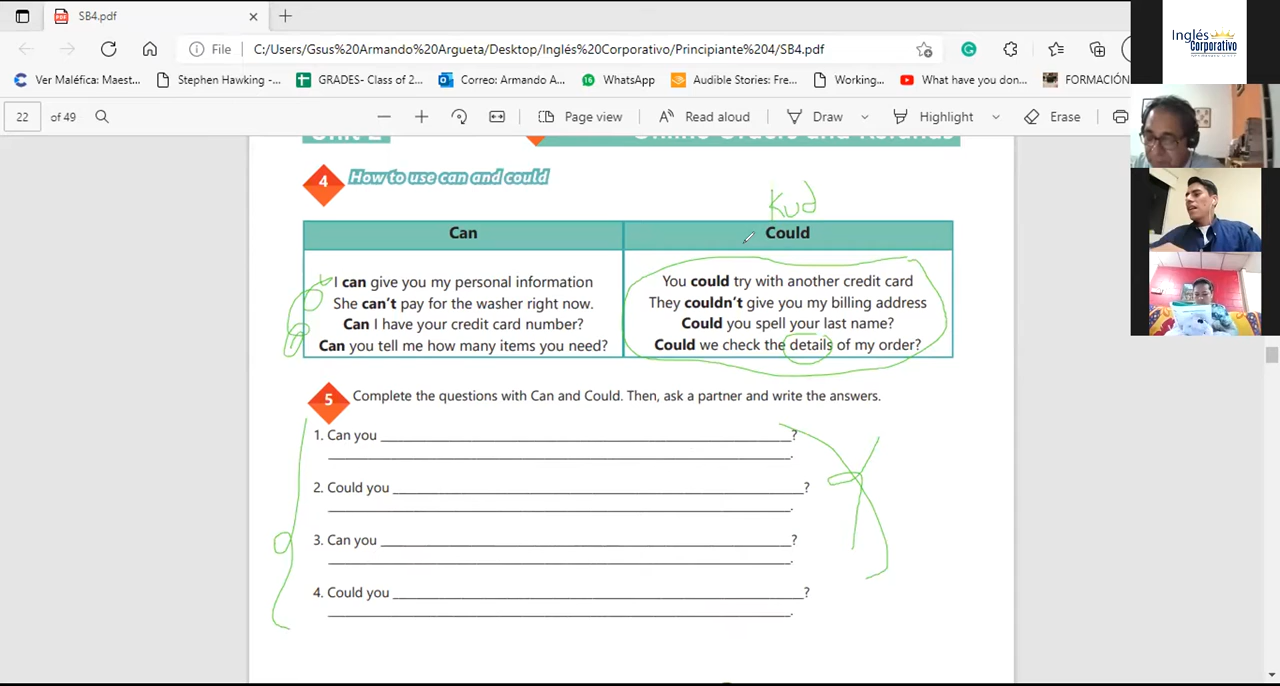 SB4.pdf
File
C:/Users/Gsus%20Armando%20Argueta/Desktop/Inglés%20Corporativo/Principiante%204/SB4.pdf
Ver Maléfica: Maest...
Stephen Hawking -...
GRADES- Class of 2...
Correo: Armando A...
WhatsApp
Audible Stories: Fre...
Working...
What have you don...
FORMACIÓN
22 of 49
Page view
Read aloud
Draw
Highlight
Erase
Inglés
Corporativo
Unit 2
Online Orders and Refunds
4 How to use can and could
Kud
Can
Could
I can give you my personal information
She can't pay for the washer right now.
Can I have your credit card number?
Can you tell me how many items you need?
You could try with another credit card
They couldn't give you my billing address
Could you spell your last name?
Could we check the details of my order?
5 Complete the questions with Can and Could. Then, ask a partner and write the answers.
1. Can you ?
.
2. Could you ?
.
3. Can you ?
.
4. Could you ?
.